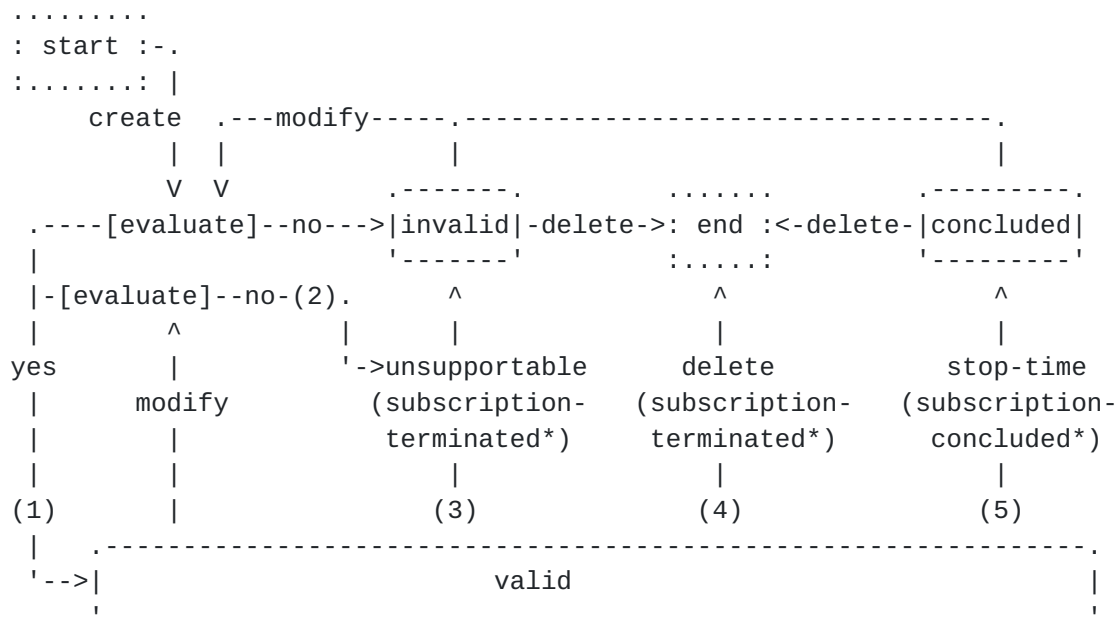 .........
: start :-.
:.......: |
     create  .---modify-----.----------------------------------.
          |  |              |                                  |
          V  V          .-------.         .......         .---------.
 .----[evaluate]--no--->|invalid|-delete->: end :<-delete-|concluded|
 |                      '-------'         :.....:         '---------'
 |-[evaluate]--no-(2).      ^                ^                 ^
 |        ^          |      |                |                 |
yes       |          '->unsupportable      delete           stop-time
 |      modify         (subscription-   (subscription-   (subscription-
 |        |             terminated*)     terminated*)      concluded*)
 |        |                 |                |                 |
(1)       |                (3)              (4)               (5)
 |   .---------------------------------------------------------------.
 '-->|                         valid                                 |
     '                                                               '